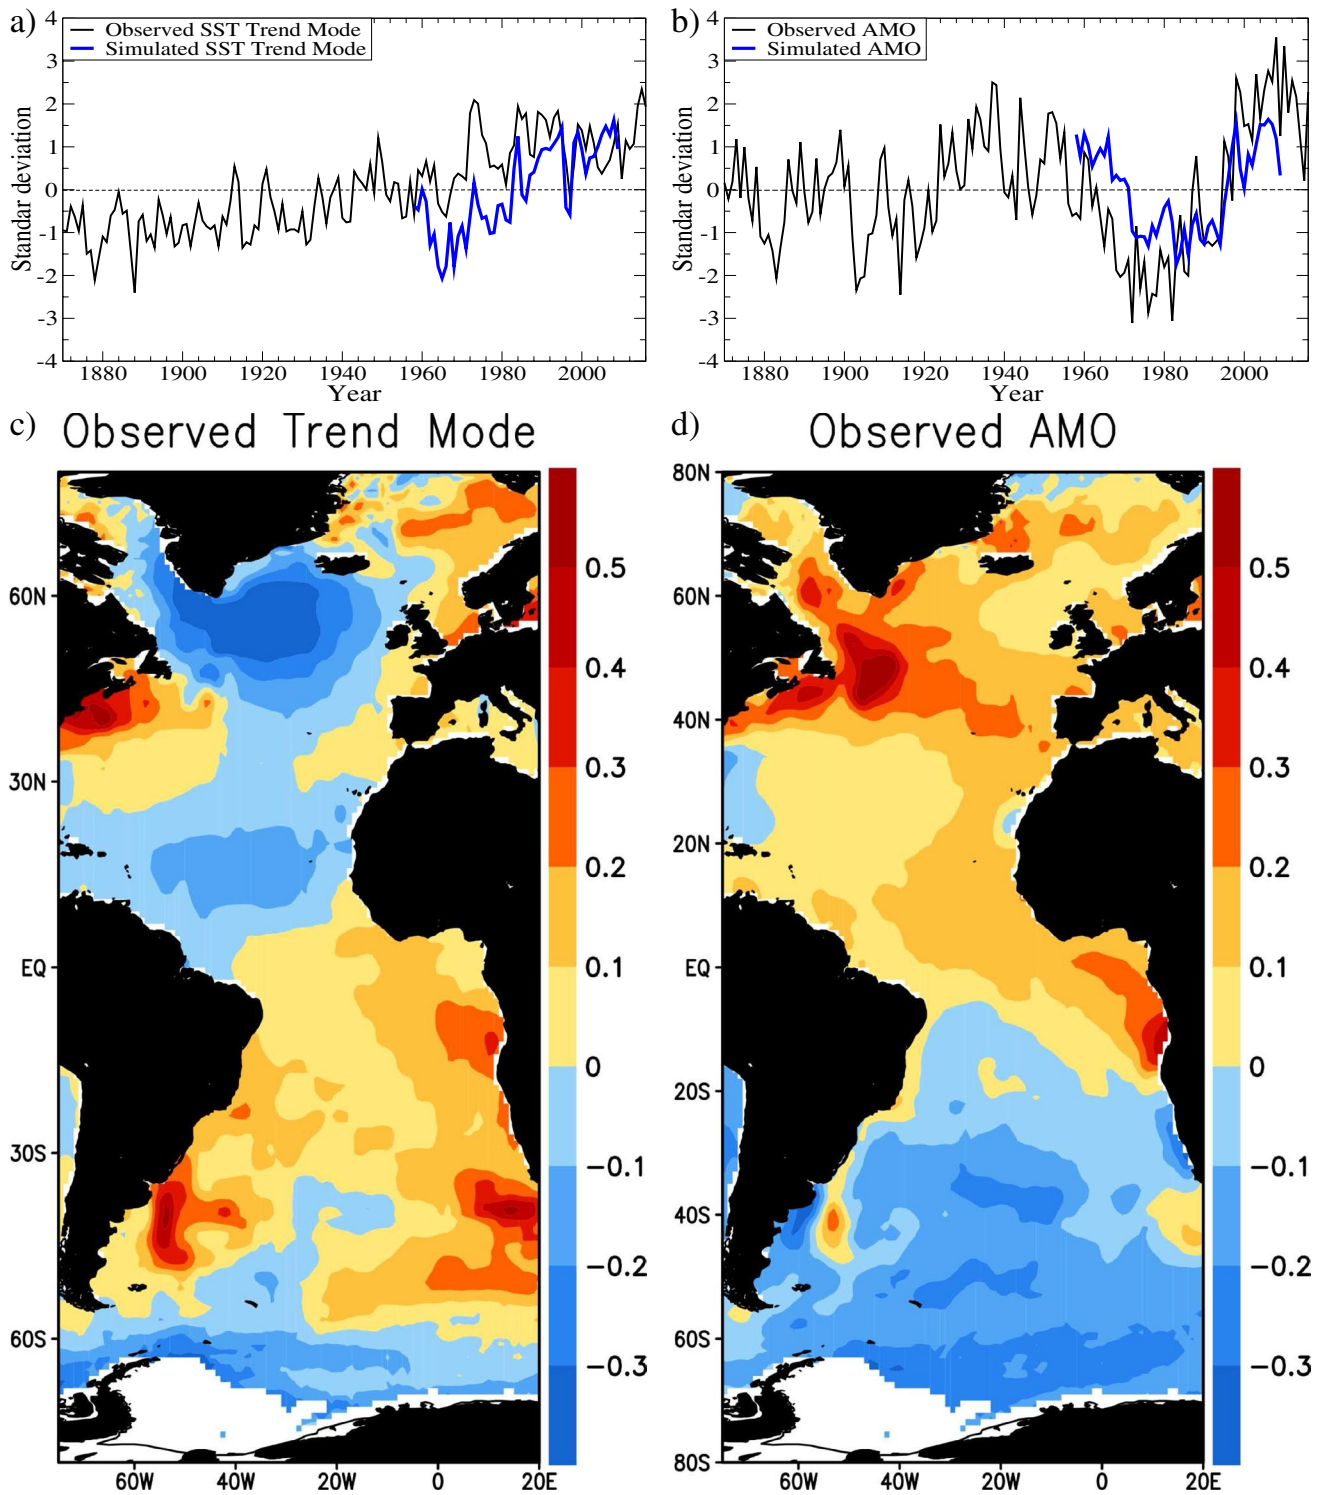 a)
Observed SST Trend Mode
Simulated SST Trend Mode
Standar deviation
4
3
2
1
0
-1
-2
-3
-4
1880 1900 1920 1940 1960 1980 2000
Year
b)
Observed AMO
Simulated AMO
Standar deviation
4
3
2
1
0
-1
-2
-3
-4
1880 1900 1920 1940 1960 1980 2000
Year
c)
Observed Trend Mode
60N
30N
EQ
30S
60S
60W 40W 20W 0 20E
0.5
0.4
0.3
0.2
0.1
0
-0.1
-0.2
-0.3
d)
Observed AMO
80N
60N
40N
20N
EQ
20S
40S
60S
80S
60W 40W 20W 0 20E
0.5
0.4
0.3
0.2
0.1
0
-0.1
-0.2
-0.3